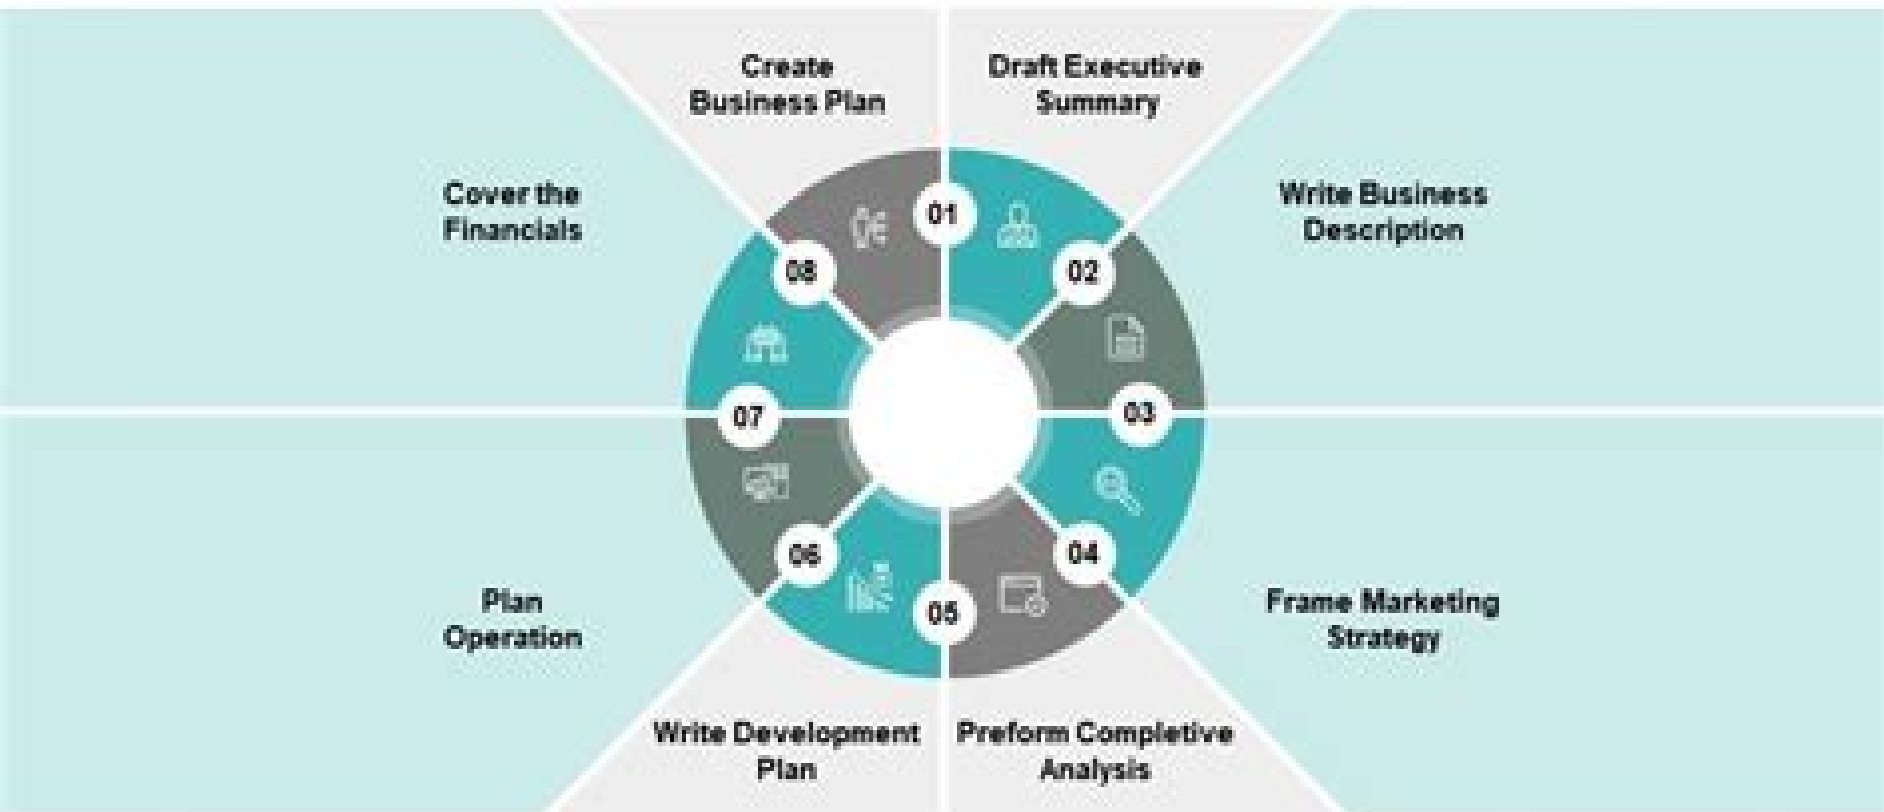 Create
Business Plan
Draft Executive
Summary
Cover the
Financials
Write Business
Description
01
02
03
04
05
06
07
08
Plan
Operation
Frame Marketing
Strategy
Write Development
Plan
Preform Completive
Analysis